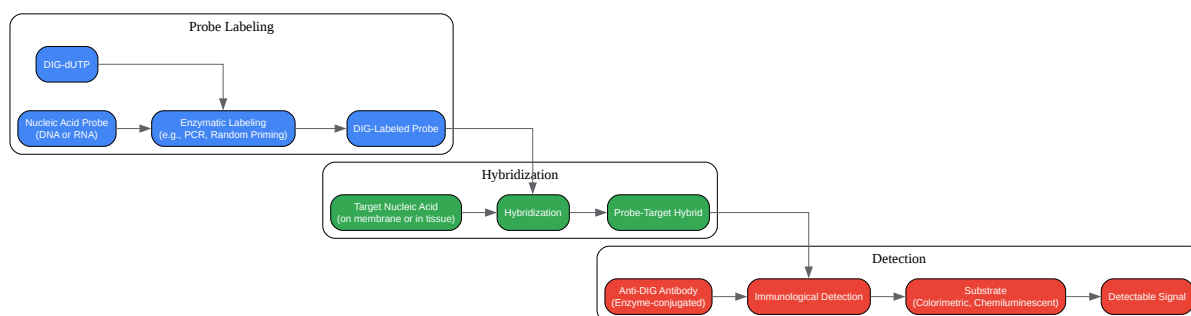 Probe Labeling
DIG-dUTP
Nucleic Acid Probe
(DNA or RNA)
Enzymatic Labeling
(e.g., PCR, Random Priming)
DIG-Labeled Probe
Hybridization
Target Nucleic Acid
(on membrane or in tissue)
Hybridization
Probe-Target Hybrid
Detection
Anti-DIG Antibody
(Enzyme-conjugated)
Immunological Detection
Substrate
(Colorimetric, Chemiluminescent)
Detectable Signal